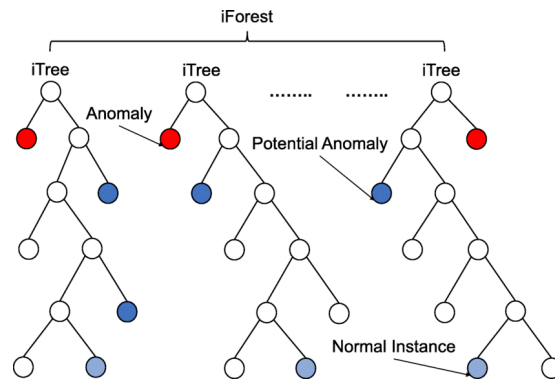 iForest
iTree
iTree
........
........
iTree
Anomaly
Potential Anomaly
Normal Instance